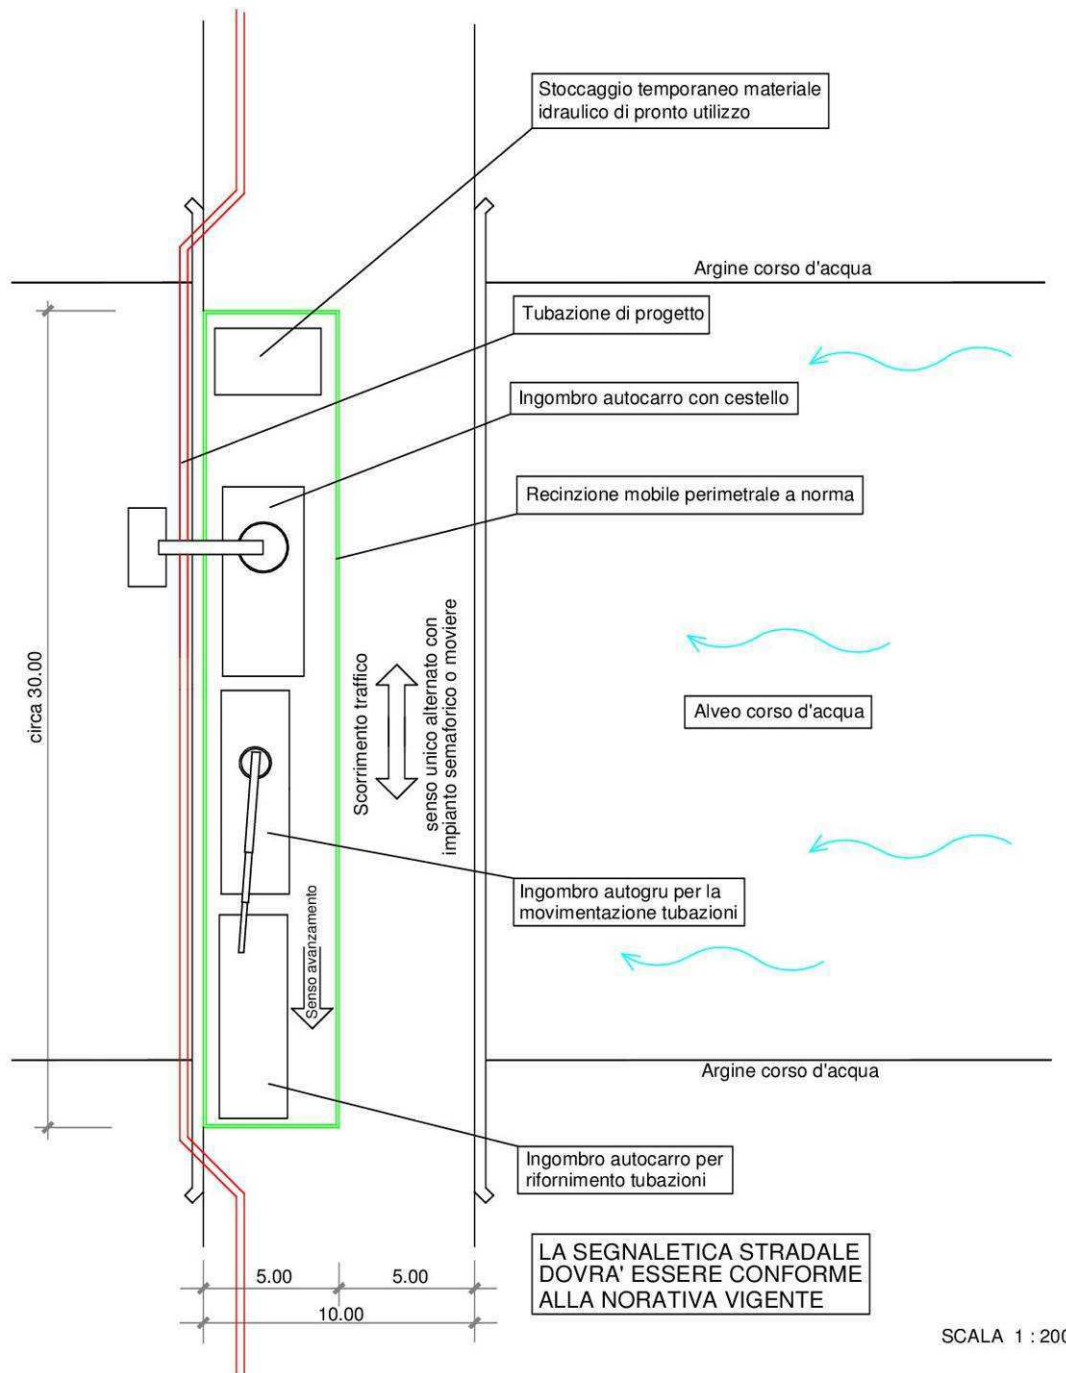 Stoccaggio temporaneo materiale
idraulico di pronto utilizzo
Argine corso d'acqua
Tubazione di progetto
Ingombro autocarro con cestello
Recinzione mobile perimetrale a norma
circa 30.00
Scorrimento traffico
senso unico alternato con
impianto semaforico o moviere
Alveo corso d'acqua
Ingombro autogru per la
movimentazione tubazioni
Senso avanzamento
Argine corso d'acqua
Ingombro autocarro per
rifornimento tubazioni
LA SEGNALETICA STRADALE
DOVRA' ESSERE CONFORME
ALLA NORATIVA VIGENTE
5.00
5.00
10.00
SCALA 1 : 200